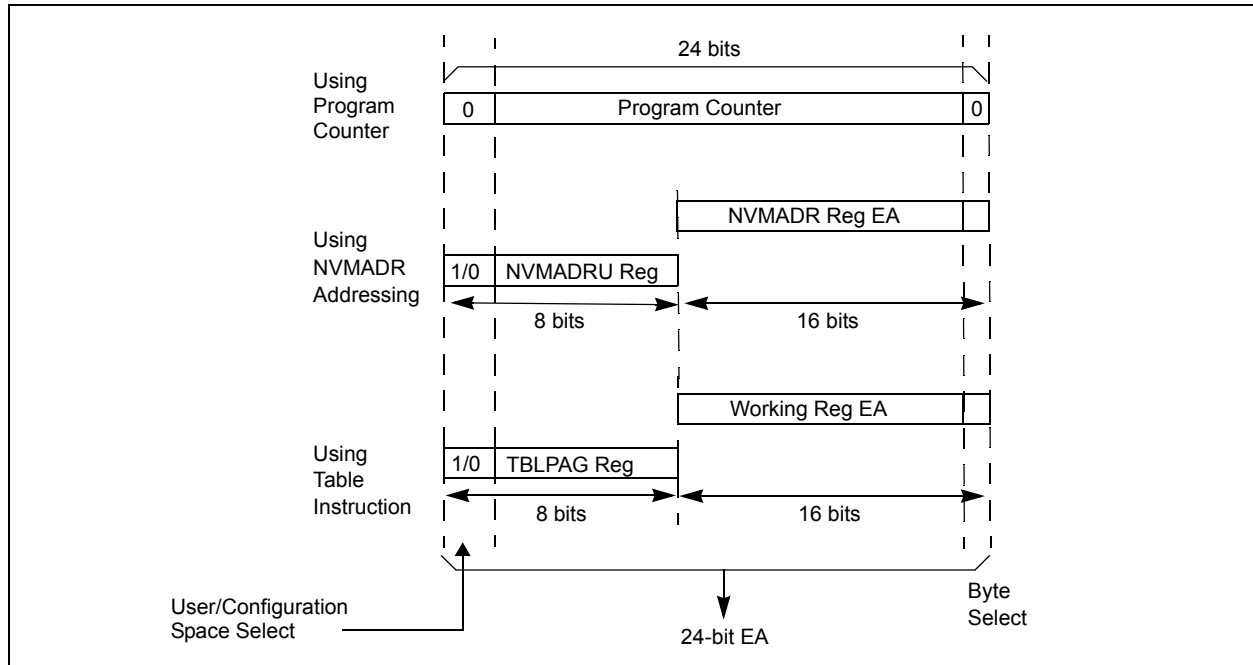 24 bits
Using
Program
Counter
0
Program Counter
0
NVMADR Reg EA
Using
NVMADR
Addressing
1/0
NVMADRU Reg
8 bits
16 bits
Working Reg EA
Using
Table
Instruction
1/0
TBLPAG Reg
8 bits
16 bits
User/Configuration
Space Select
24-bit EA
Byte
Select